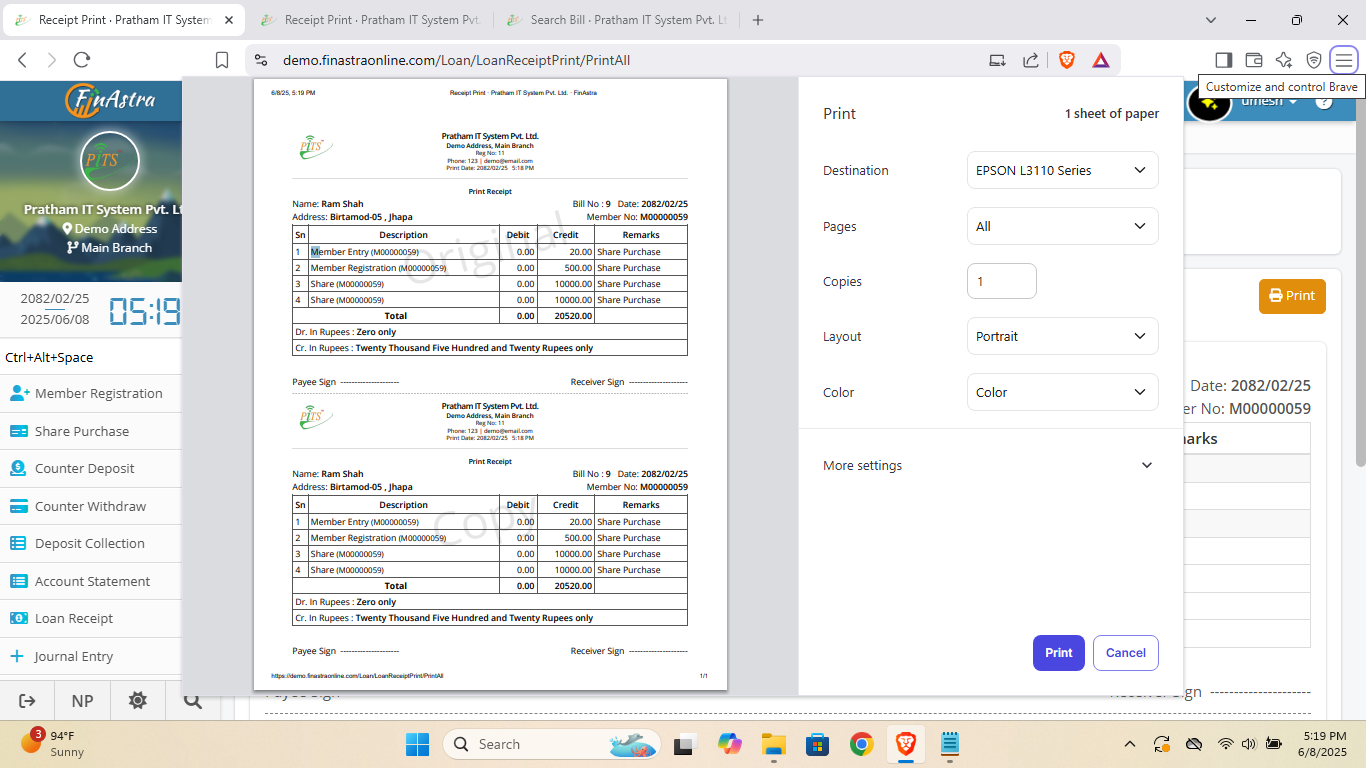 Receipt Print · Pratham IT System
Receipt Print · Pratham IT System Pvt.
Search Bill · Pratham IT System Pvt. Lt
demo.finastraonline.com/Loan/LoanReceiptPrint/PrintAll
Customize and control Brave
FinAstra
umesh
?
PiTS
Pratham IT System Pvt. Lt
Demo Address
Main Branch
2082/02/25
2025/06/08
05:19
Ctrl+Alt+Space
Member Registration
Share Purchase
Counter Deposit
Counter Withdraw
Deposit Collection
Account Statement
Loan Receipt
Journal Entry
NP
6/8/25, 5:19 PM Receipt Print · Pratham IT System Pvt. Ltd. · FinAstra
PiTS
Pratham IT System Pvt. Ltd.
Demo Address, Main Branch
Reg No: 11
Phone: 123 | demo@email.com
Print Date: 2082/02/25 5:18 PM
Print Receipt
Name: Ram Shah Bill No : 9 Date: 2082/02/25
Address: Birtamod-05 , Jhapa Member No: M00000059
Sn Description Debit Credit Remarks
1 Member Entry (M00000059) 0.00 20.00 Share Purchase
2 Member Registration (M00000059) 0.00 500.00 Share Purchase
3 Share (M00000059) 0.00 10000.00 Share Purchase
4 Share (M00000059) 0.00 10000.00 Share Purchase
Total 0.00 20520.00
Original
Dr. In Rupees : Zero only
Cr. In Rupees : Twenty Thousand Five Hundred and Twenty Rupees only
Payee Sign --------------------- Receiver Sign ---------------------
PiTS
Pratham IT System Pvt. Ltd.
Demo Address, Main Branch
Reg No: 11
Phone: 123 | demo@email.com
Print Date: 2082/02/25 5:18 PM
Print Receipt
Name: Ram Shah Bill No : 9 Date: 2082/02/25
Address: Birtamod-05 , Jhapa Member No: M00000059
Sn Description Debit Credit Remarks
1 Member Entry (M00000059) 0.00 20.00 Share Purchase
2 Member Registration (M00000059) 0.00 500.00 Share Purchase
3 Share (M00000059) 0.00 10000.00 Share Purchase
4 Share (M00000059) 0.00 10000.00 Share Purchase
Total 0.00 20520.00
Copy
Dr. In Rupees : Zero only
Cr. In Rupees : Twenty Thousand Five Hundred and Twenty Rupees only
Payee Sign --------------------- Receiver Sign ---------------------
https://demo.finastraonline.com/Loan/LoanReceiptPrint/PrintAll 1/1
Print 1 sheet of paper
Destination EPSON L3110 Series
Pages All
Copies 1
Layout Portrait
Color Color
More settings
Print Cancel
Print
Date: 2082/02/25
er No: M00000059
arks
Payee Sign Receiver Sign ---------------------
3
94°F
Sunny
Search
5:19 PM
6/8/2025